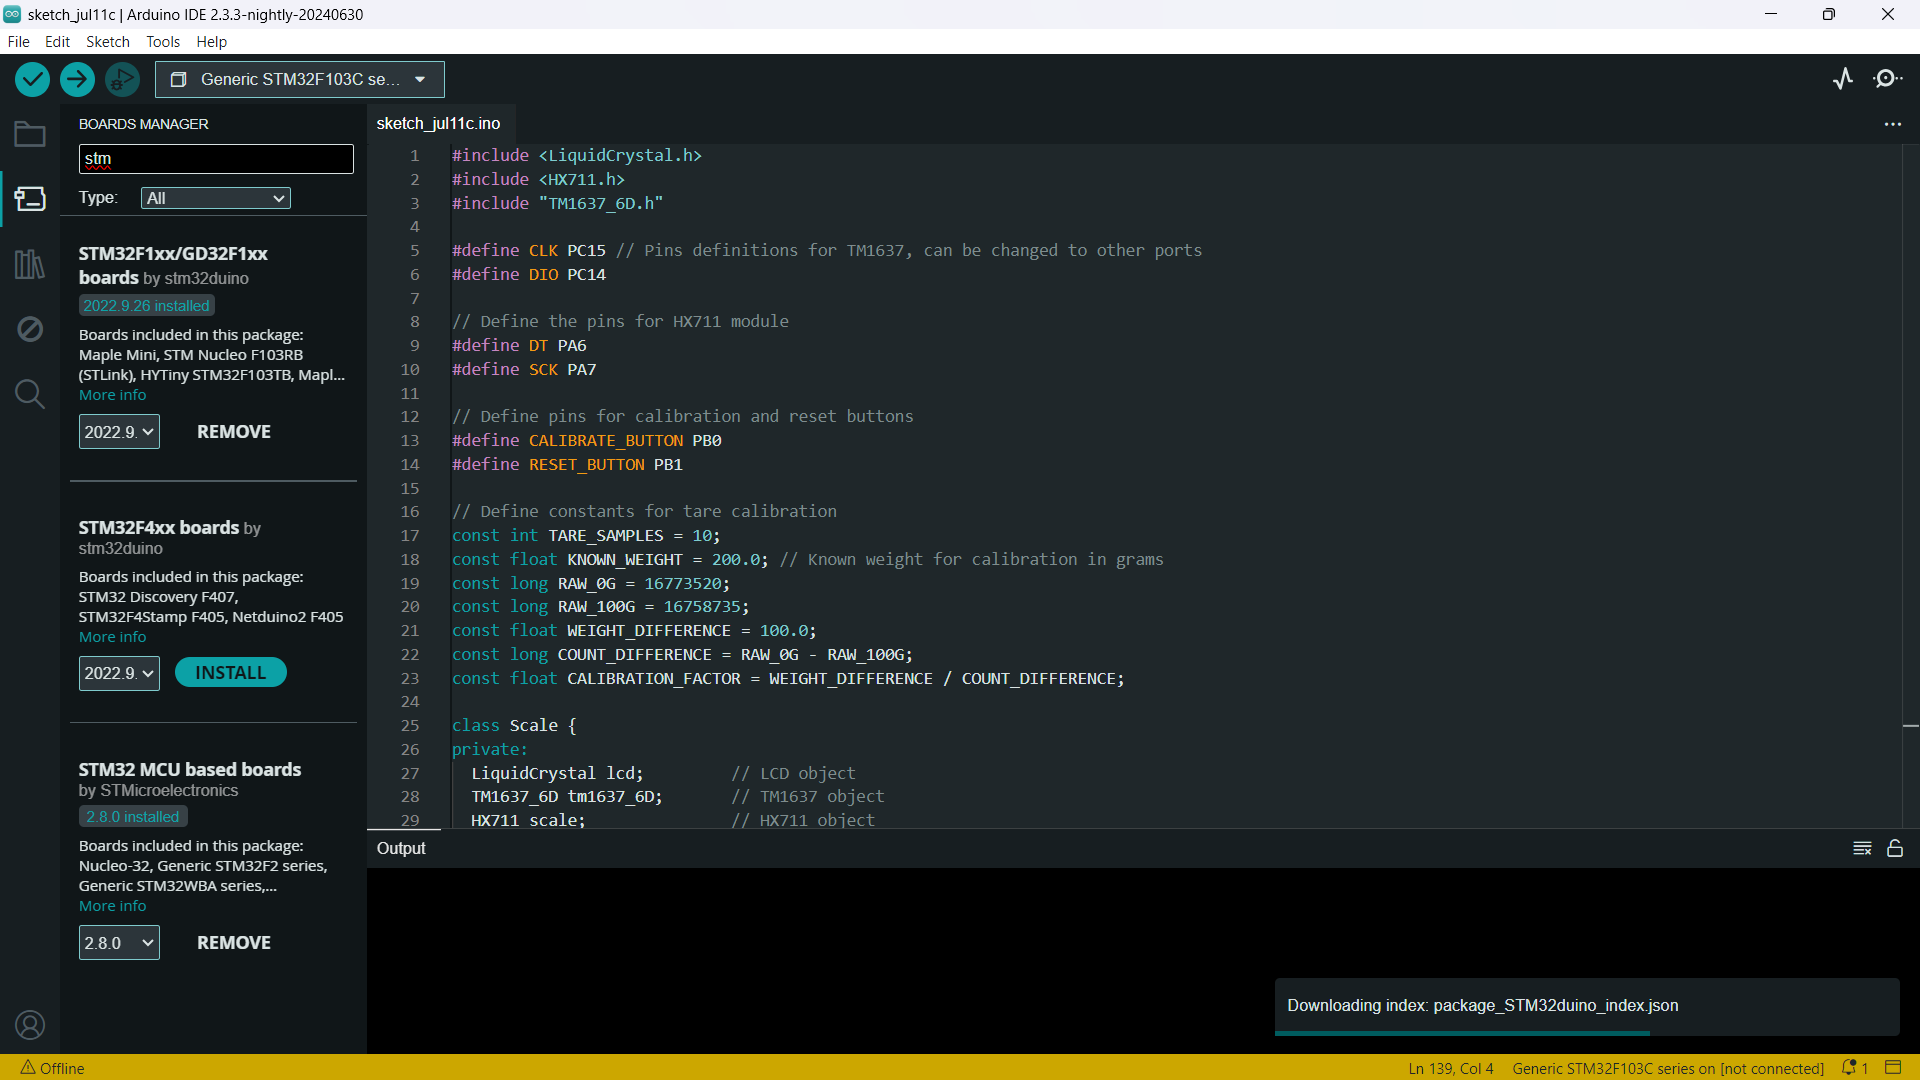 sketch_jul11c | Arduino IDE 2.3.3-nightly-20240630
File Edit Sketch Tools Help
Generic STM32F103C se...
BOARDS MANAGER
stm
Type: All
STM32F1xx/GD32F1xx
boards by stm32duino
2022.9.26 installed
Boards included in this package:
Maple Mini, STM Nucleo F103RB
(STLink), HYTiny STM32F103TB, Mapl...
More info
2022.9. REMOVE
STM32F4xx boards by
stm32duino
Boards included in this package:
STM32 Discovery F407,
STM32F4Stamp F405, Netduino2 F405
More info
2022.9. INSTALL
STM32 MCU based boards
by STMicroelectronics
2.8.0 installed
Boards included in this package:
Nucleo-32, Generic STM32F2 series,
Generic STM32WBA series,...
More info
2.8.0 REMOVE
sketch_jul11c.ino
1 #include <LiquidCrystal.h>
2 #include <HX711.h>
3 #include "TM1637_6D.h"
4
5 #define CLK PC15 // Pins definitions for TM1637, can be changed to other ports
6 #define DIO PC14
7
8 // Define the pins for HX711 module
9 #define DT PA6
10 #define SCK PA7
11
12 // Define pins for calibration and reset buttons
13 #define CALIBRATE_BUTTON PB0
14 #define RESET_BUTTON PB1
15
16 // Define constants for tare calibration
17 const int TARE_SAMPLES = 10;
18 const float KNOWN_WEIGHT = 200.0; // Known weight for calibration in grams
19 const long RAW_0G = 16773520;
20 const long RAW_100G = 16758735;
21 const float WEIGHT_DIFFERENCE = 100.0;
22 const long COUNT_DIFFERENCE = RAW_0G - RAW_100G;
23 const float CALIBRATION_FACTOR = WEIGHT_DIFFERENCE / COUNT_DIFFERENCE;
24
25 class Scale {
26 private:
27 LiquidCrystal lcd; // LCD object
28 TM1637_6D tm1637_6D; // TM1637 object
29 HX711 scale; // HX711 object
Output
Downloading index: package_STM32duino_index.json
Offline
Ln 139, Col 4 Generic STM32F103C series on [not connected] 1